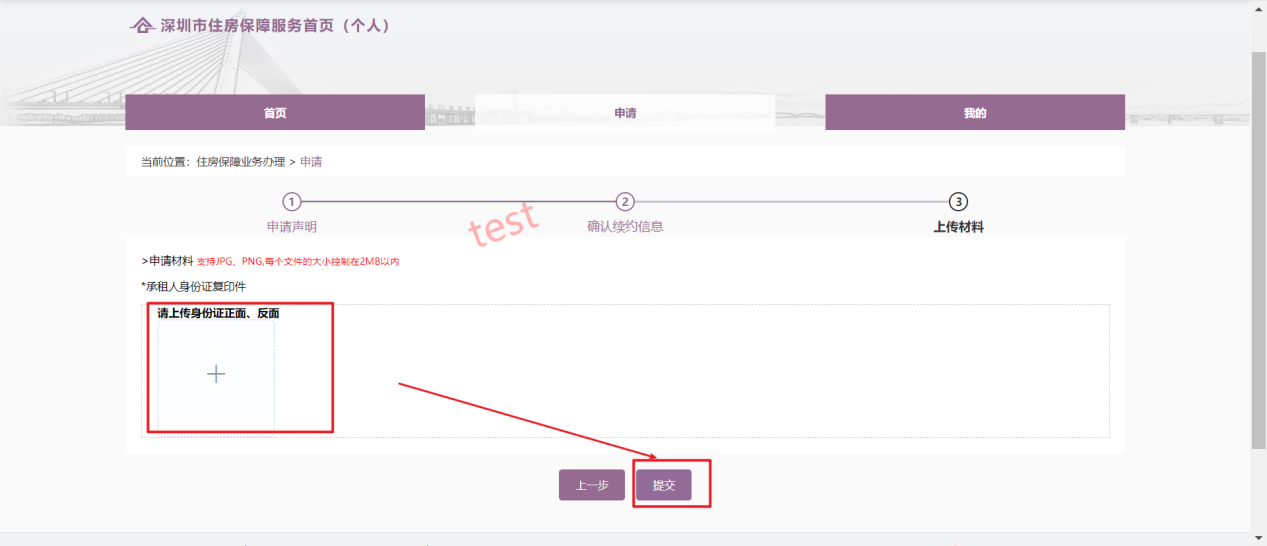 深圳市住房保障服务首页（个人）
首页
申请
我的
当前位置：住房保障业务办理 > 申请
1
2
3
申请声明
test
确认续约信息
上传材料
>申请材料 支持JPG、PNG,每个文件的大小控制在2MB以内
*承租人身份证复印件
请上传身份证正面、反面
上一步
提交